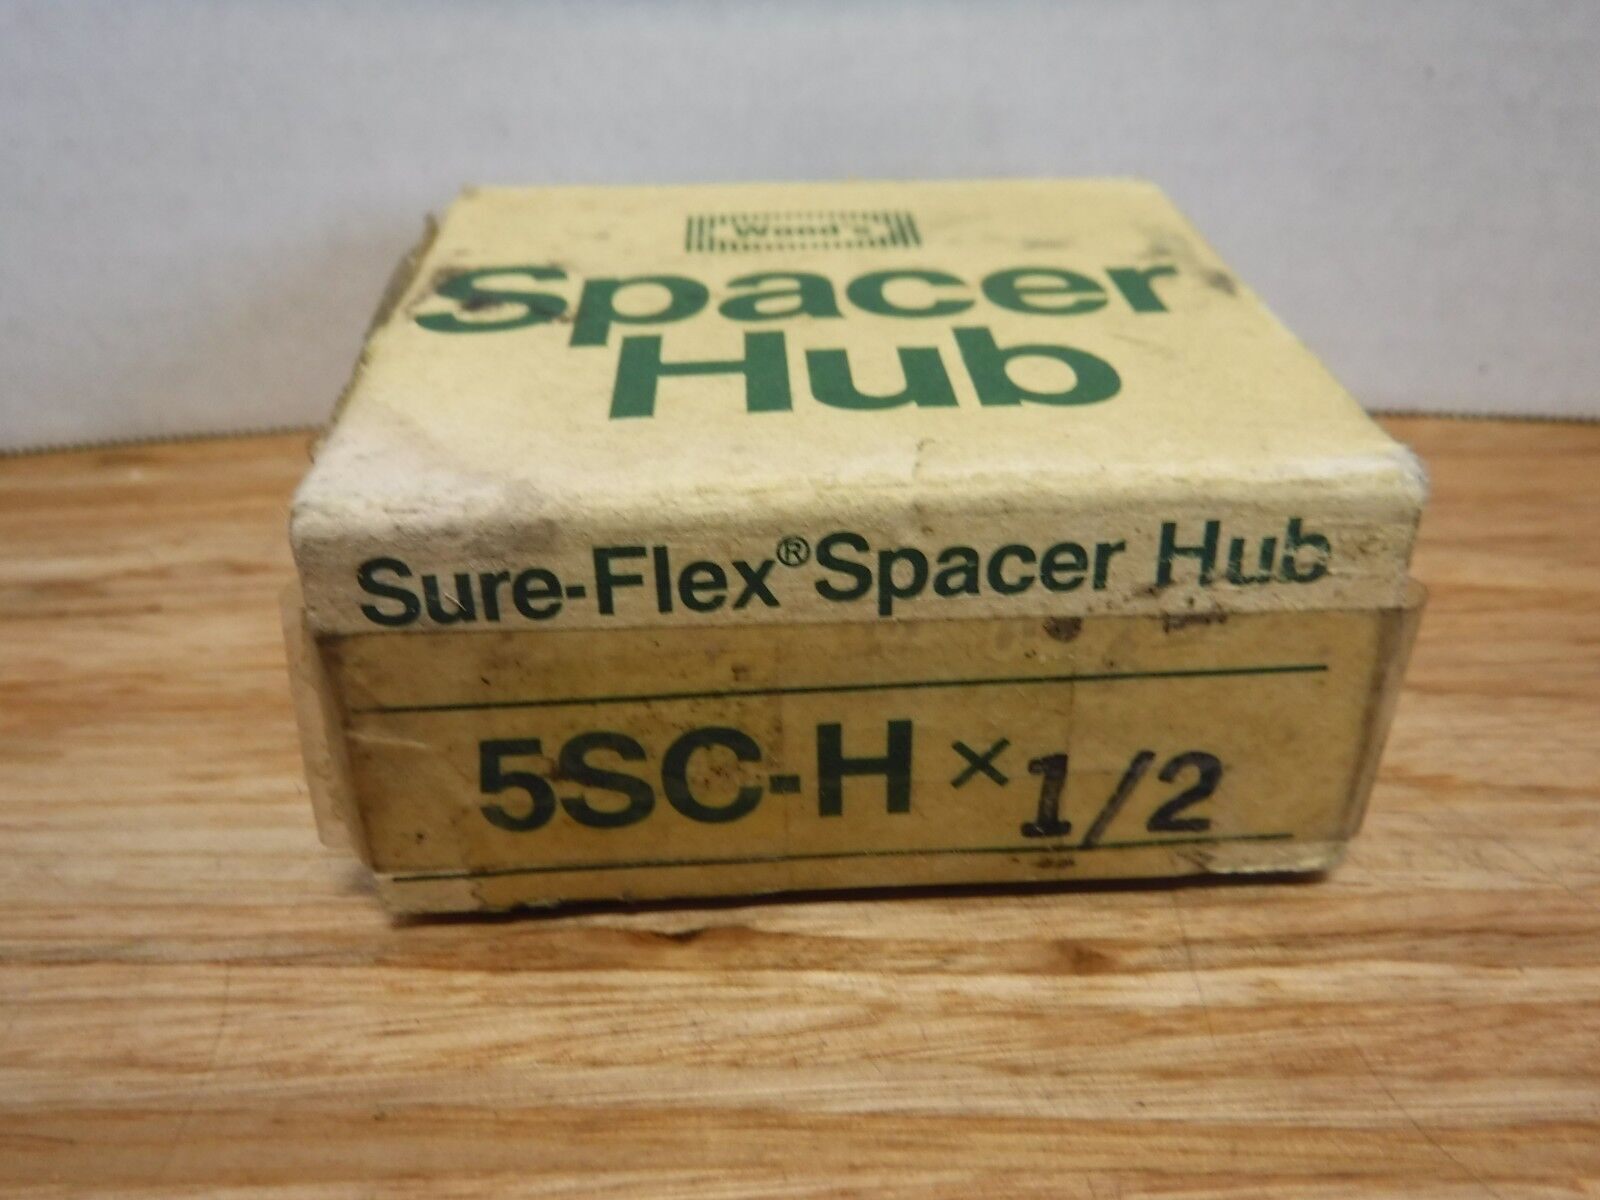 Wood's
Spacer
Hub
Sure-Flex® Spacer Hub
5SC-H × 1/2